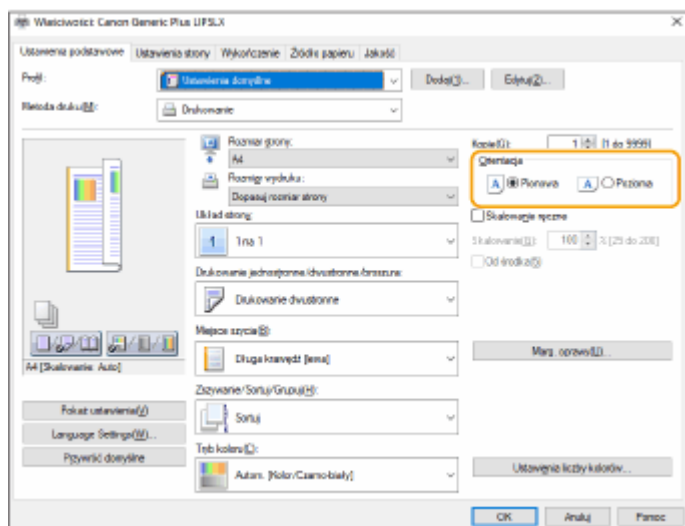 Właściwości: Canon Generic Plus UFSLX
Ustawienia podstawowe Ustawienia strony Wykończenie Źródło papieru Jakość
Profil: Ustawienia domyślne Dodaj(1)... Edytuj(2)...
Metoda druku(M): Drukowanie
Rozmiar strony:
A4
Kopie(G): 1 [1 do 9999]
Orientacja
A Pionowa A Pozioma
Rozmiar wydruku:
Dopasuj rozmiar strony
Układ strony:
1 1 na 1
Skalowanie ręczne
Skalowanie(U): 100 % [25 do 200]
Od środka(5)
Drukowanie jednostronne/dwustronne/broszura:
Drukowanie dwustronne
Miejsce szycia(B):
Długa krawędź [lewa]
Marg. oprawy(U)...
A4 [Skalowanie: Auto]
Zszywanie/Sortuj/Grupuj(H):
Sortuj
Pokaż ustawienia(V)
Language Settings(W)...
Przywróć domyślne
Tryb koloru(C):
Autom. [Kolor/Czarno-biały]
Ustawienia liczby kolorów...
OK Anuluj Pomoc